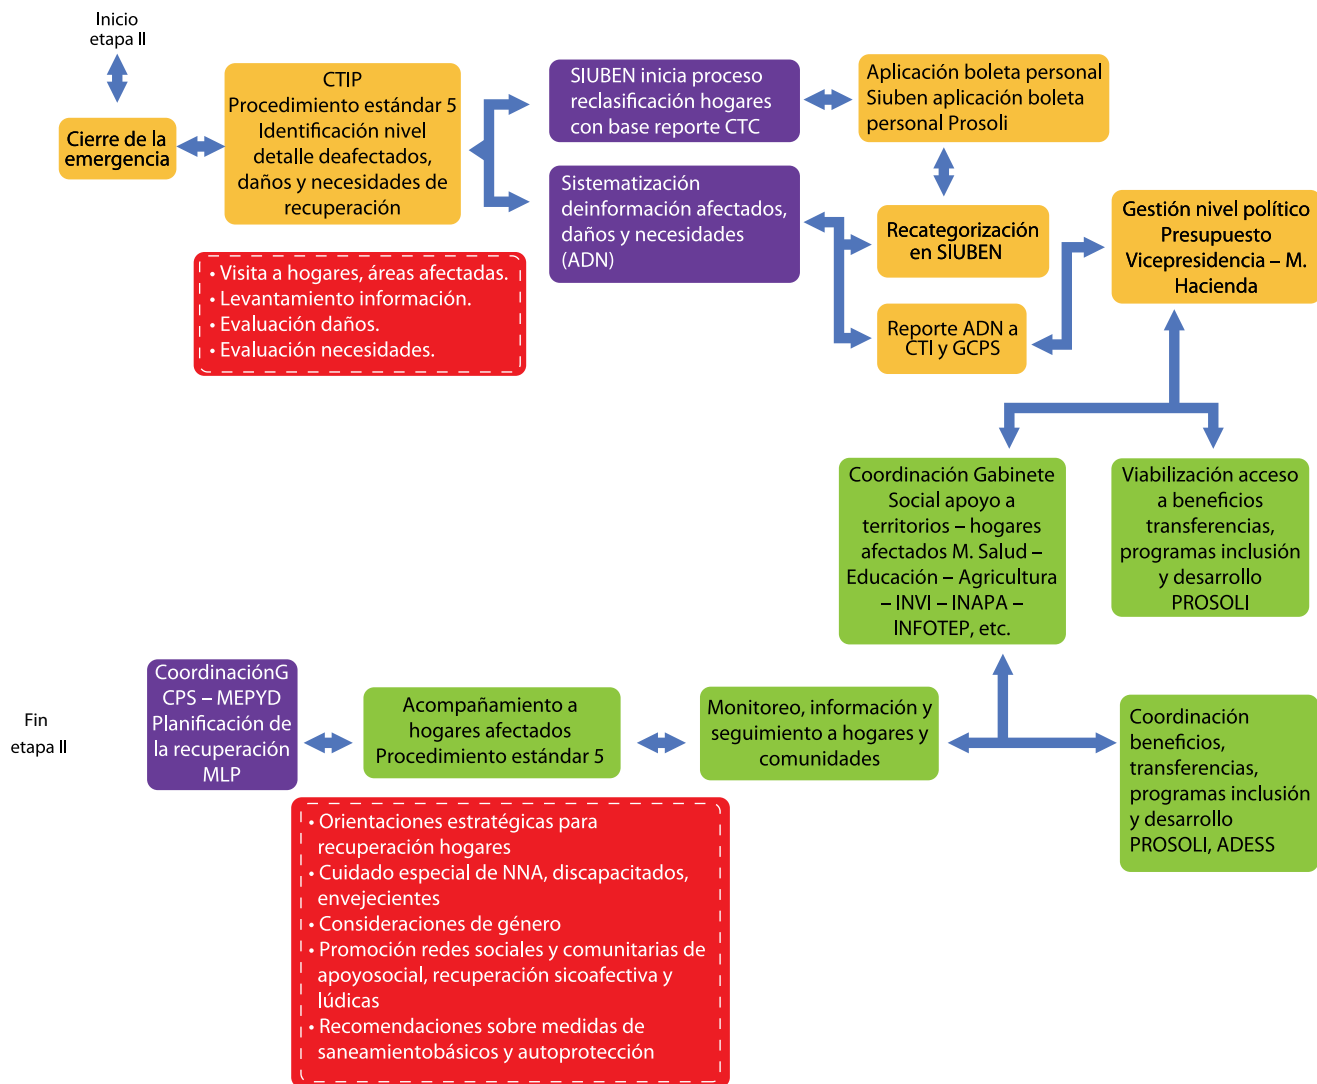 Inicio
etapa II
Cierre de la
emergencia
CTIP
Procedimiento estándar 5
Identificación nivel
detalle deafectados,
daños y necesidades de
recuperación
• Visita a hogares, áreas afectadas.
• Levantamiento información.
• Evaluación daños.
• Evaluación necesidades.
SIUBEN inicia proceso
reclasificación hogares
con base reporte CTC
Sistematización
deinformación afectados,
daños y necesidades
(ADN)
Aplicación boleta personal
Siuben aplicación boleta
personal Prosoli
Recategorización
en SIUBEN
Reporte ADN a
CTI y GCPS
Gestión nivel político
Presupuesto
Vicepresidencia – M.
Hacienda
Coordinación Gabinete
Social apoyo a
territorios – hogares
afectados M. Salud –
Educación – Agricultura
– INVI – INAPA –
INFOTEP, etc.
Viabilización acceso
a beneficios
transferencias,
programas inclusión
y desarrollo
PROSOLI
Coordinación
beneficios,
transferencias,
programas inclusión
y desarrollo
PROSOLI, ADESS
Monitoreo, información y
seguimiento a hogares y
comunidades
Acompañamiento a
hogares afectados
Procedimiento estándar 5
• Orientaciones estratégicas para
recuperación hogares
• Cuidado especial de NNA, discapacitados,
envejecientes
• Consideraciones de género
• Promoción redes sociales y comunitarias de
apoyosocial, recuperación sicoafectiva y
lúdicas
• Recomendaciones sobre medidas de
saneamientobásicos y autoprotección
CoordinaciónG
CPS – MEPYD
Planificación de
la recuperación
MLP
Fin
etapa II